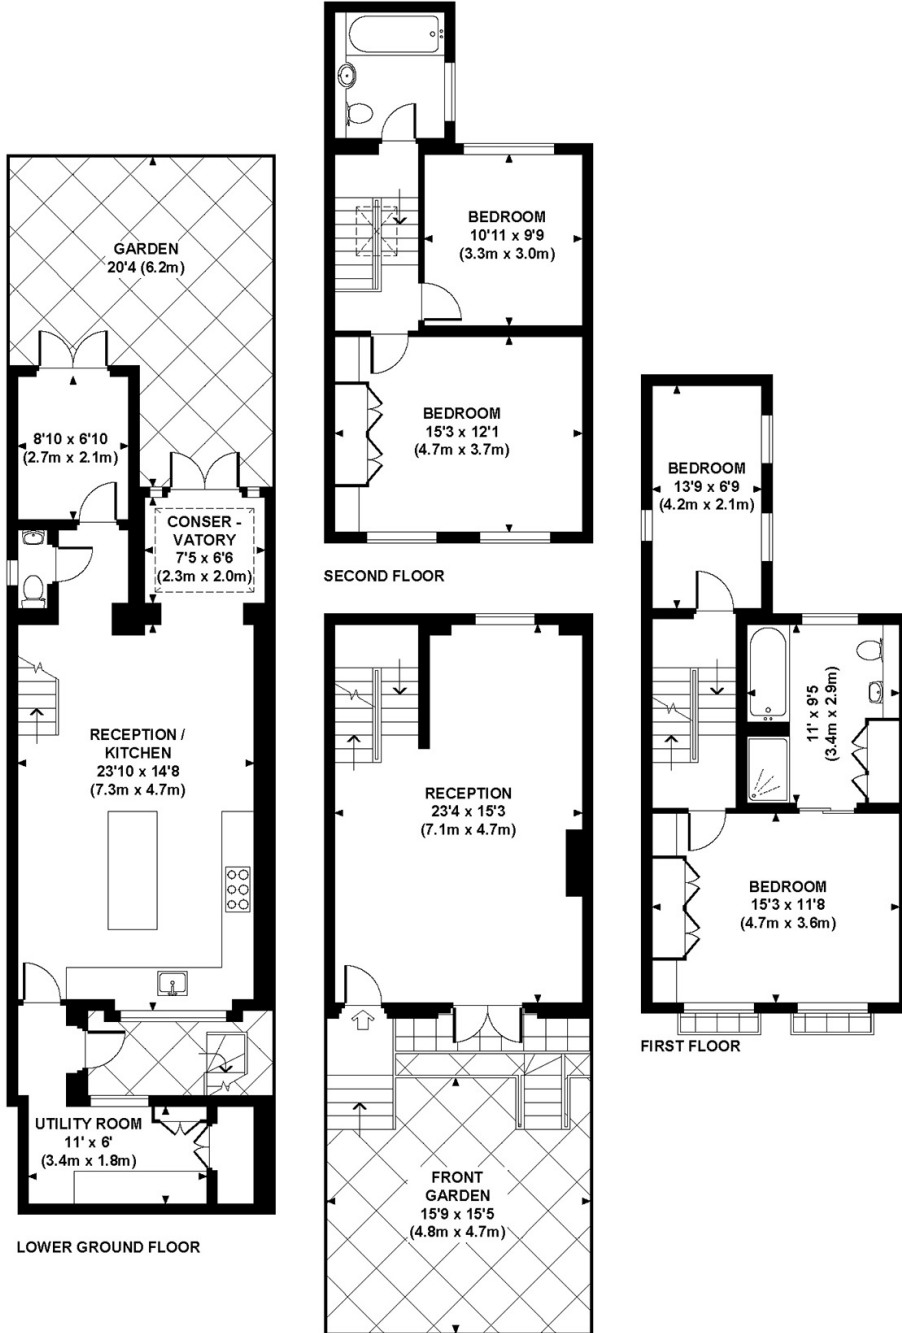 GARDEN
20'4 (6.2m)
8'10 x 6'10
(2.7m x 2.1m)
CONSER -
VATORY
7'5 x 6'6
(2.3m x 2.0m)
RECEPTION /
KITCHEN
23'10 x 14'8
(7.3m x 4.7m)
UTILITY ROOM
11' x 6'
(3.4m x 1.8m)
LOWER GROUND FLOOR
BEDROOM
10'11 x 9'9
(3.3m x 3.0m)
BEDROOM
15'3 x 12'1
(4.7m x 3.7m)
SECOND FLOOR
RECEPTION
23'4 x 15'3
(7.1m x 4.7m)
FRONT
GARDEN
15'9 x 15'5
(4.8m x 4.7m)
BEDROOM
13'9 x 6'9
(4.2m x 2.1m)
11' x 9'5
(3.4m x 2.9m)
BEDROOM
15'3 x 11'8
(4.7m x 3.6m)
FIRST FLOOR